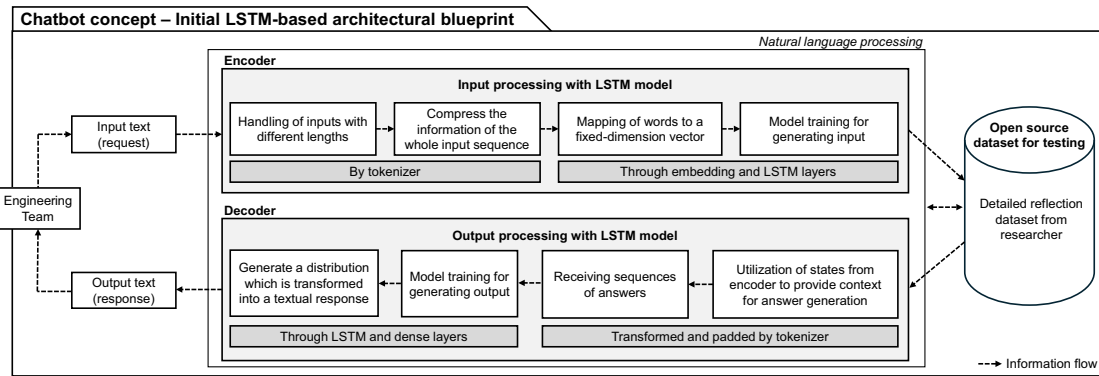 Chatbot concept – Initial LSTM-based architectural blueprint
Natural language processing
Encoder
Input processing with LSTM model
Handling of inputs with
different lengths
Compress the
information of the
whole input sequence
Mapping of words to a
fixed-dimension vector
Model training for
generating input
By tokenizer
Through embedding and LSTM layers
Input text
(request)
Engineering
Team
Output text
(response)
Decoder
Output processing with LSTM model
Generate a distribution
which is transformed
into a textual response
Model training for
generating output
Receiving sequences
of answers
Utilization of states from
encoder to provide context
for answer generation
Through LSTM and dense layers
Transformed and padded by tokenizer
Open source
dataset for testing
Detailed reflection
dataset from
researcher
Information flow